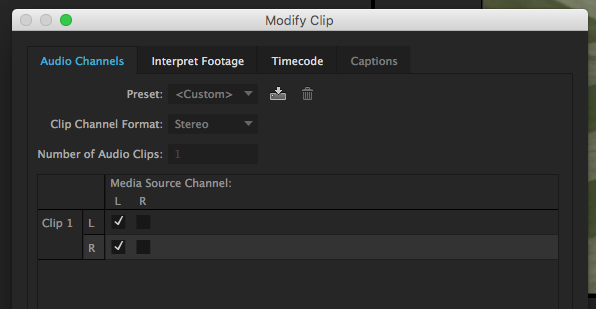 Modify Clip
Audio Channels Interpret Footage Timecode Captions
Preset: <Custom>
Clip Channel Format: Stereo
Number of Audio Clips: 1
Media Source Channel:
L R
Clip 1 L
R